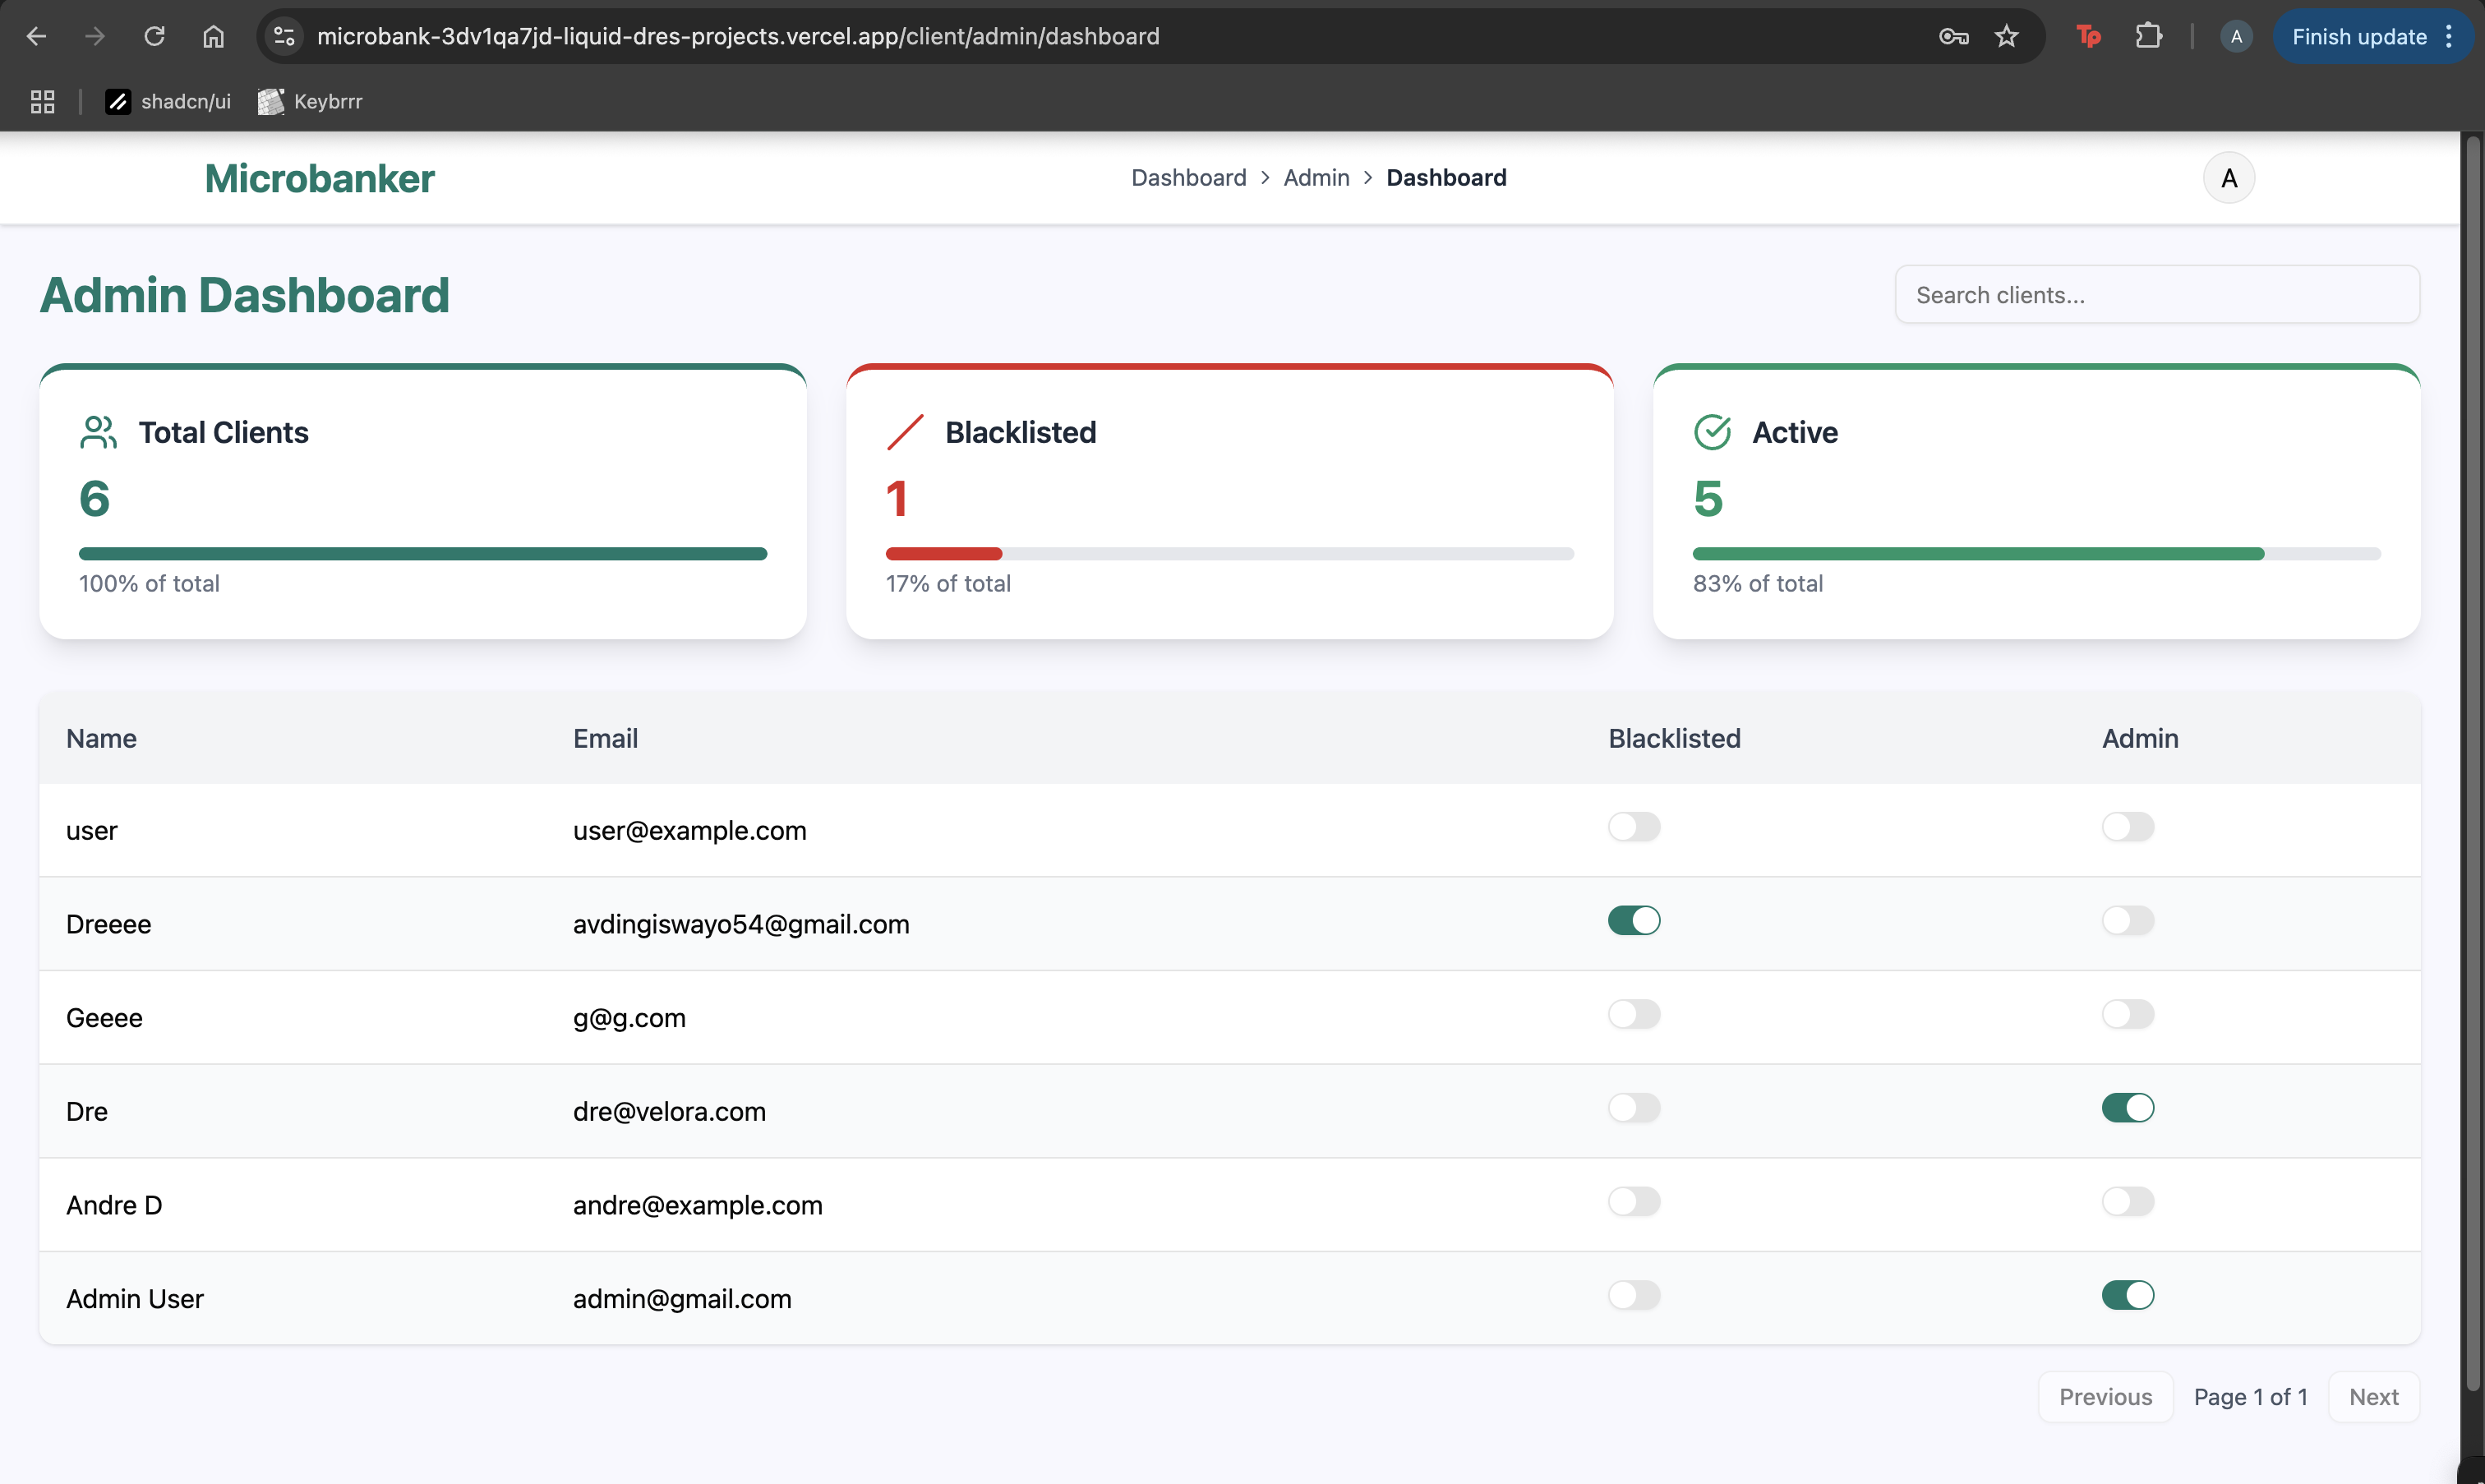 microbank-3dv1qa7jd-liquid-dres-projects.vercel.app/client/admin/dashboard
Tp
A
Finish update
shadcn/ui
Keybrrr
Microbanker
Dashboard > Admin > Dashboard
A
Admin Dashboard
Search clients...
Total Clients
6
100% of total
Blacklisted
1
17% of total
Active
5
83% of total
Name Email Blacklisted Admin
user user@example.com
Dreeee avdingiswayo54@gmail.com
Geeee g@g.com
Dre dre@velora.com
Andre D andre@example.com
Admin User admin@gmail.com
Previous Page 1 of 1 Next